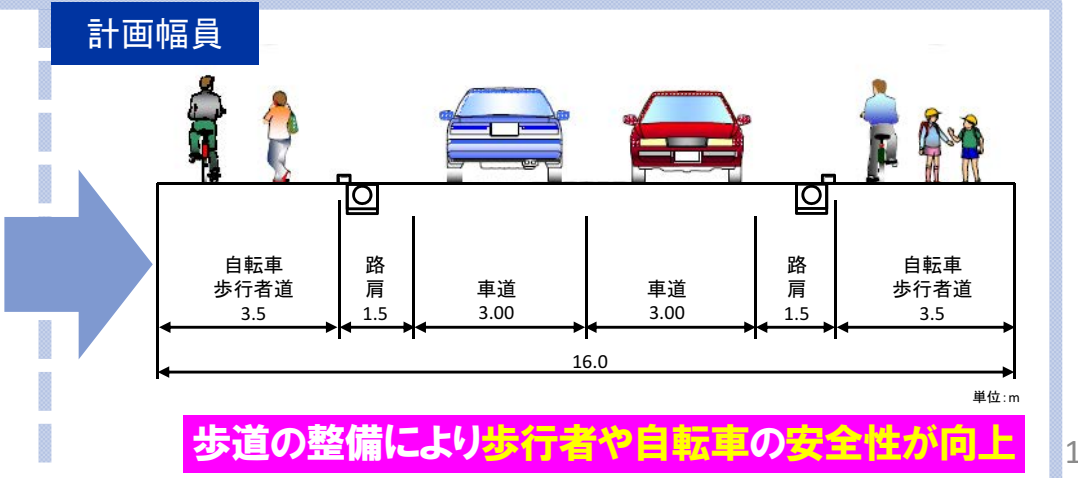 計画幅員
自転車
歩行者道
3.5
路
肩
1.5
車道
3.00
車道
3.00
路
肩
1.5
自転車
歩行者道
3.5
16.0
単位:m
歩道の整備により歩行者や自転車の安全性が向上
1